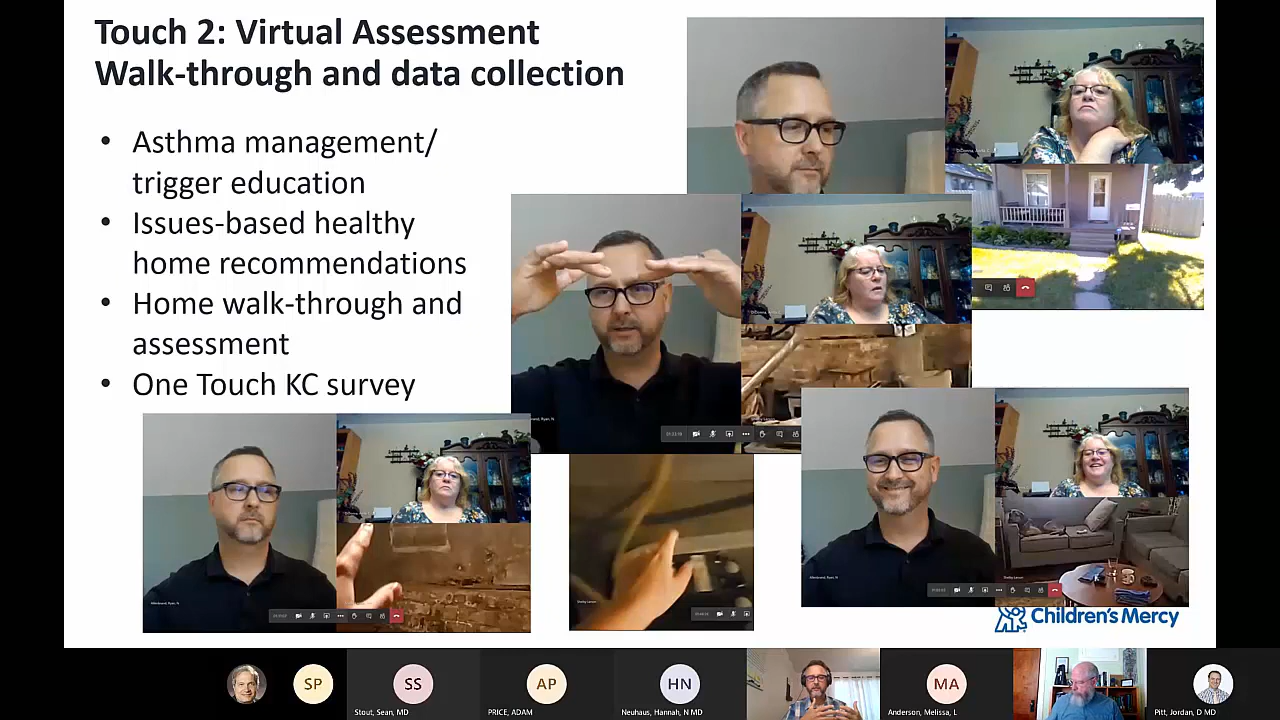 Touch 2: Virtual Assessment
Walk-through and data collection
• Asthma management/
trigger education
• Issues-based healthy
home recommendations
• Home walk-through and
assessment
• One Touch KC survey
Children's Mercy
SP
SS
Stout, Sean, MD
AP
PRICE, ADAM
HN
Neuhaus, Hannah, N MD
MA
Anderson, Melissa, L
Pitt, Jordan, D MD